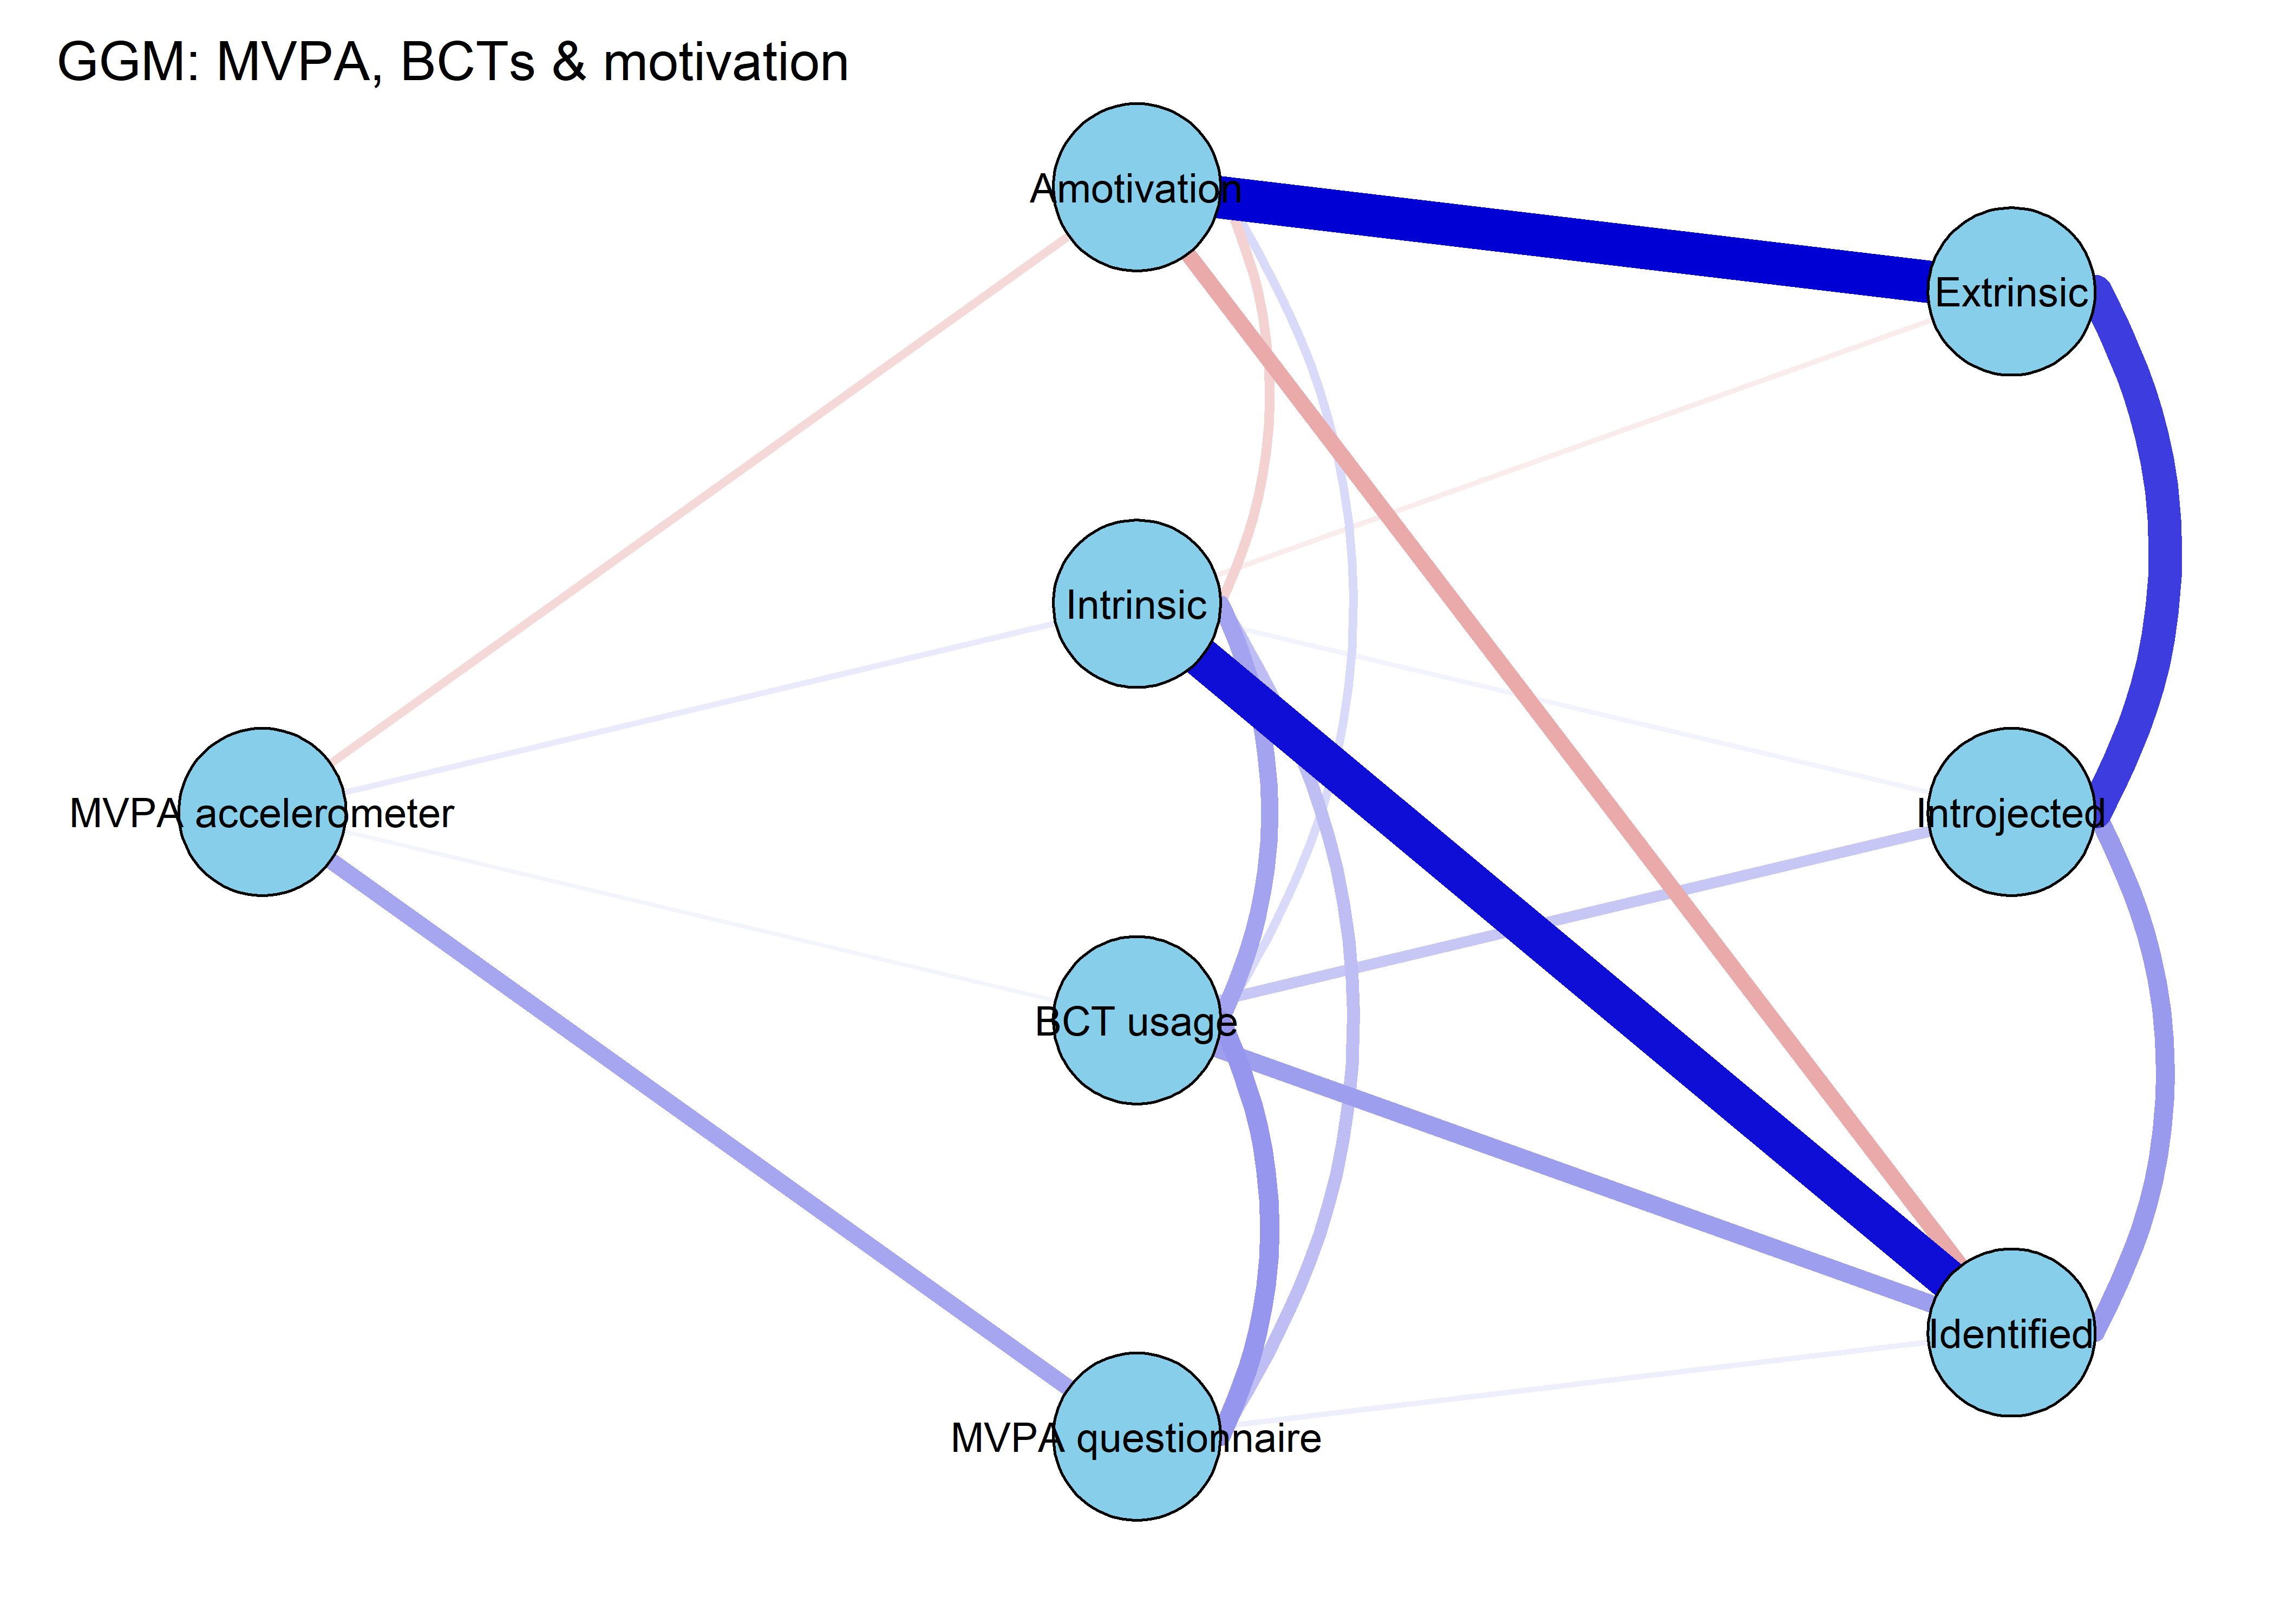 GGM: MVPA, BCTs & motivation
Amotivation
Extrinsic
Intrinsic
MVPA accelerometer
Introjected
BCT usage
Identified
MVPA questionnaire